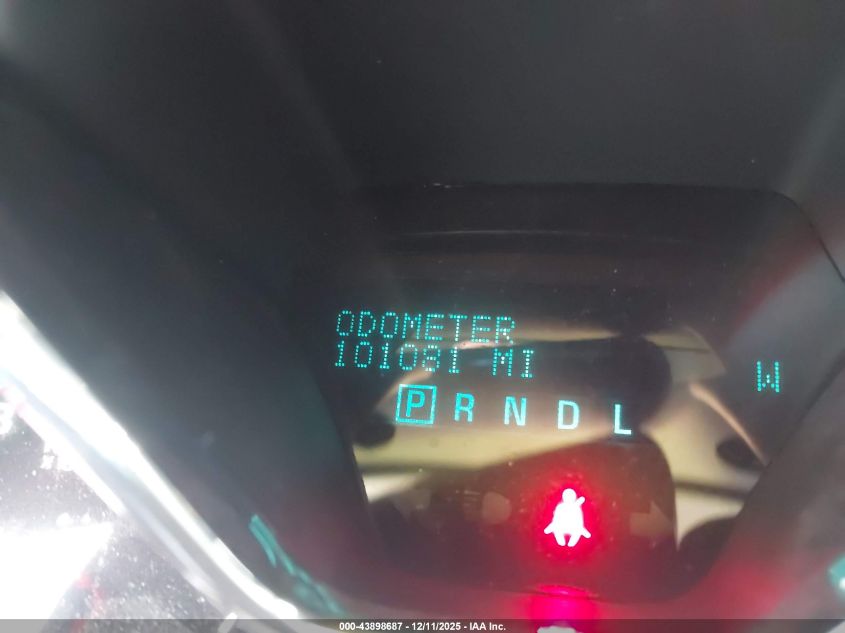 ODOMETER
101081 MI
W
P R N D L
000-43898687 - 12/11/2025 - IAA Inc.